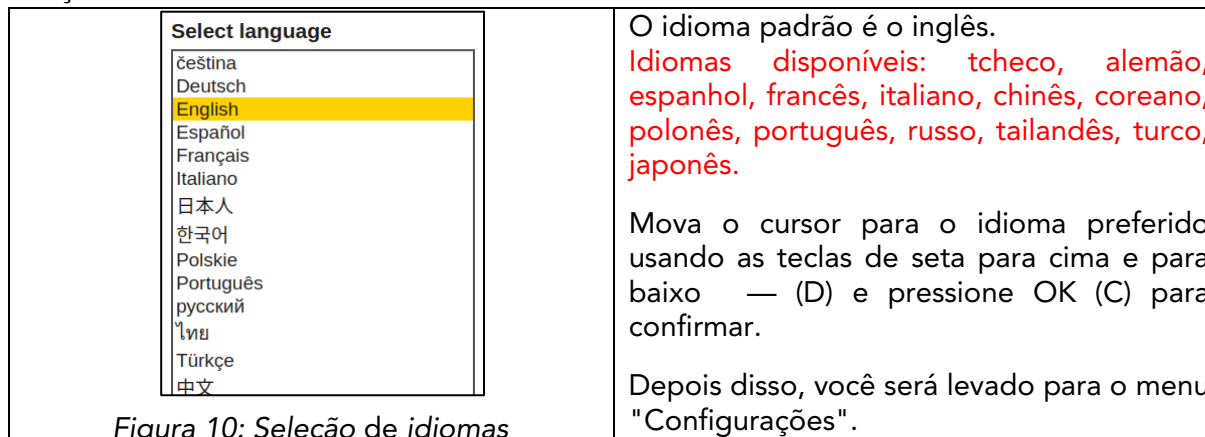 Select language
čeština
Deutsch
English
Español
Français
Italiano
日本人
한국어
Polskie
Português
русский
ไทย
Türkçe
中文
Figura 10: Seleção de idiomas
O idioma padrão é o inglês.
Idiomas disponíveis: tcheco, alemão,
espanhol, francês, italiano, chinês, coreano,
polonês, português, russo, tailandês, turco,
japonês.
Mova o cursor para o idioma preferido
usando as teclas de seta para cima e para
baixo — (D) e pressione OK (C) para
confirmar.
Depois disso, você será levado para o menu
"Configurações".